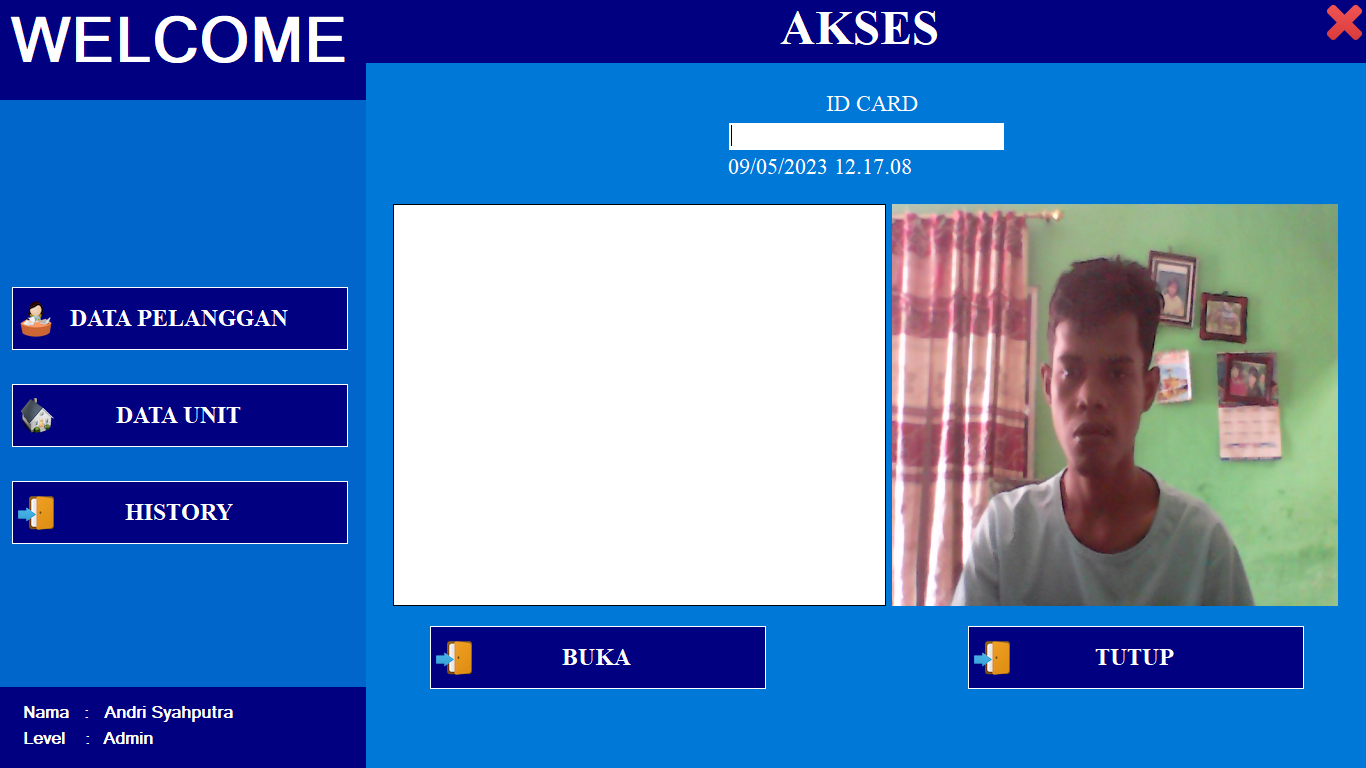 WELCOME
AKSES
ID CARD
09/05/2023 12.17.08
DATA PELANGGAN
DATA UNIT
HISTORY
BUKA
TUTUP
Nama : Andri Syahputra
Level : Admin